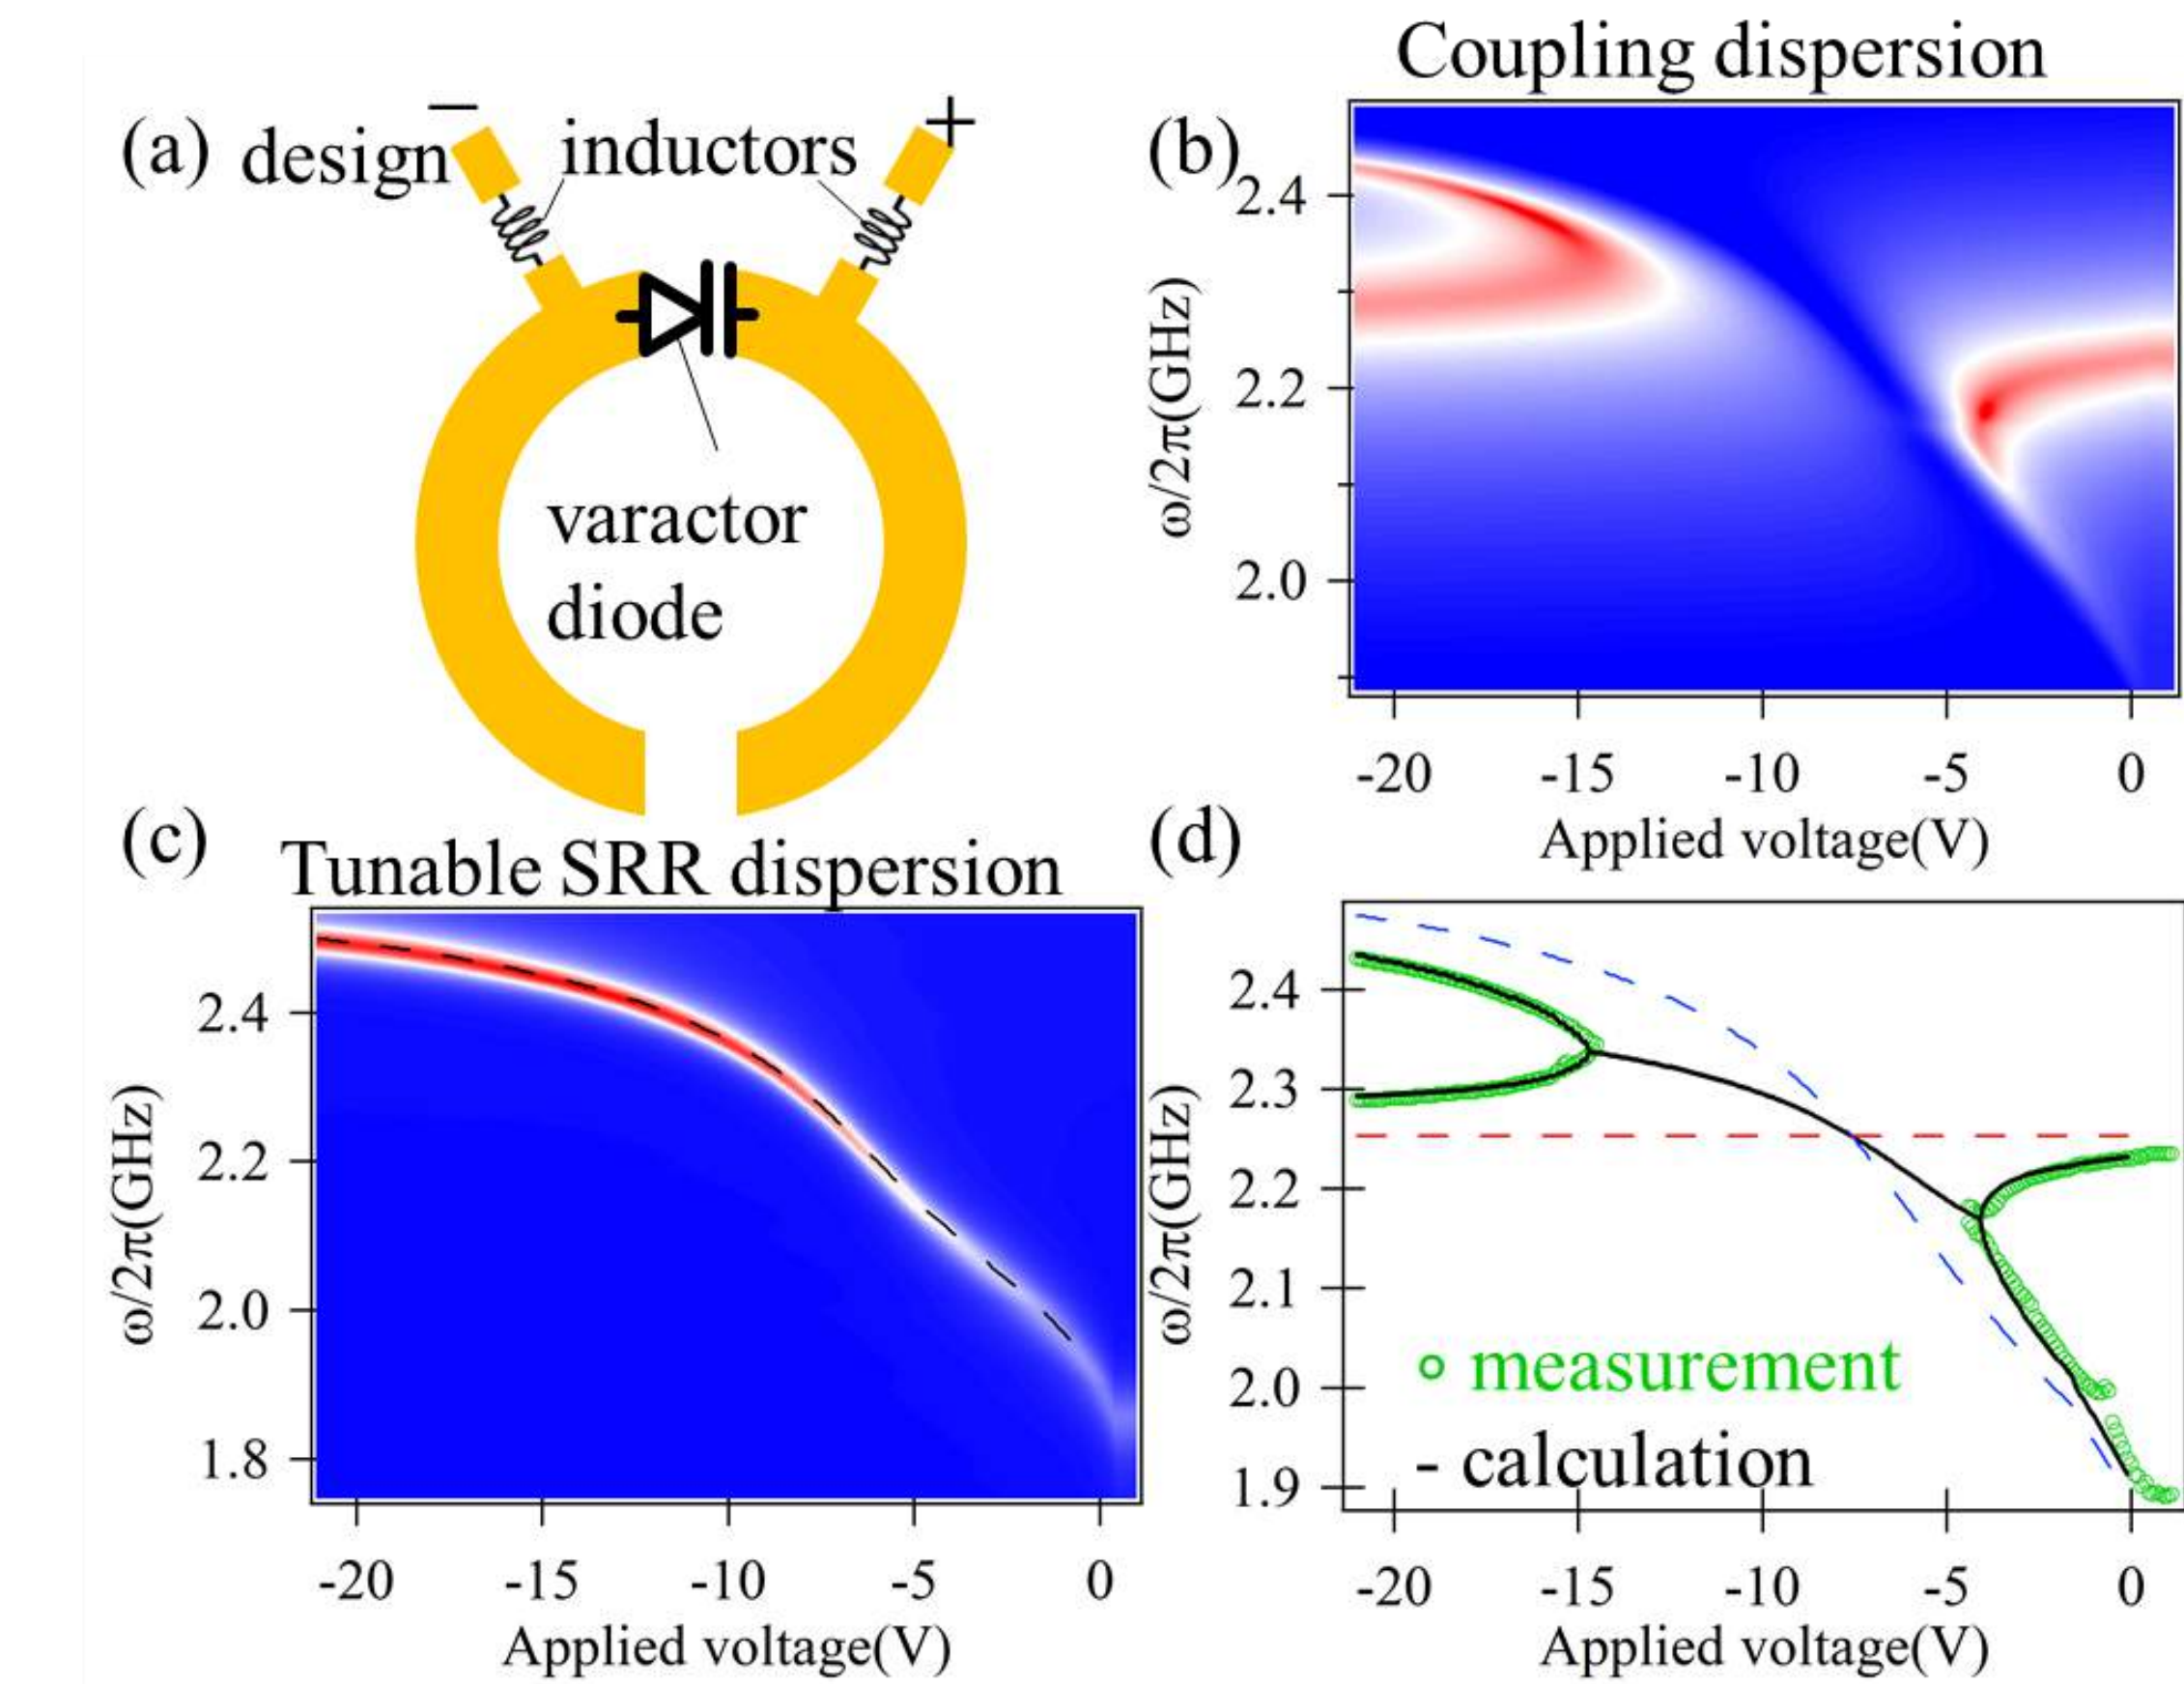 (a) design
−
inductors
+
varactor
diode
(b)
Coupling dispersion
ω/2π(GHz)
2.4
2.2
2.0
-20 -15 -10 -5 0
Applied voltage(V)
(c)
Tunable SRR dispersion
ω/2π(GHz)
2.4
2.2
2.0
1.8
-20 -15 -10 -5 0
Applied voltage(V)
(d)
ω/2π(GHz)
2.4
2.3
2.2
2.1
2.0
1.9
measurement
- calculation
-20 -15 -10 -5 0
Applied voltage(V)